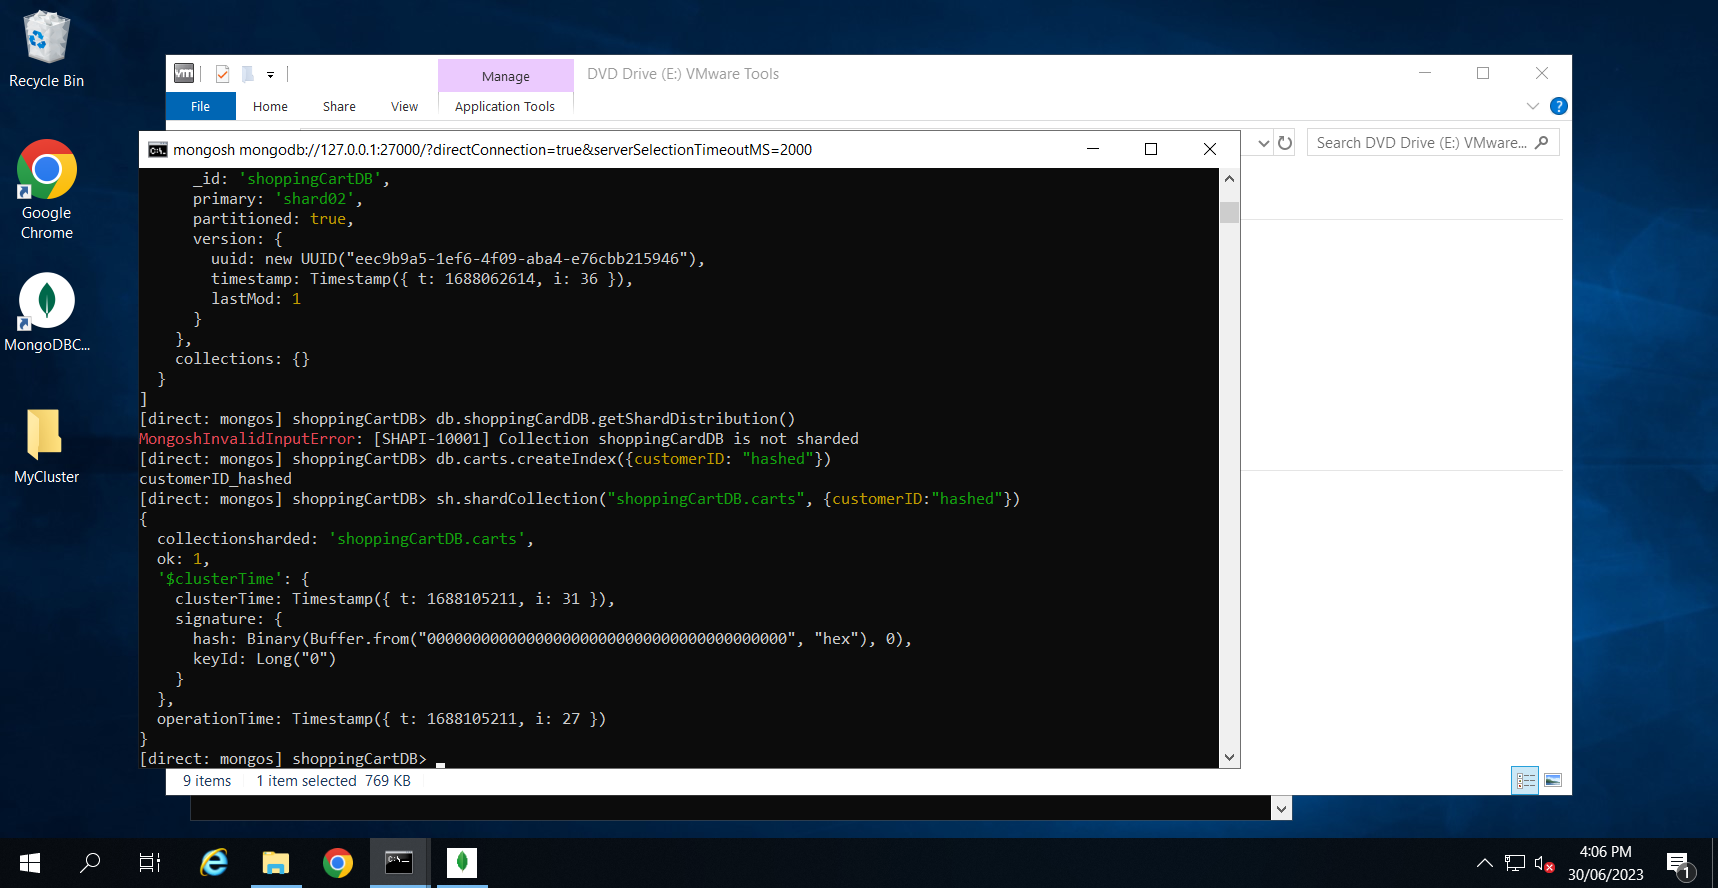 Recycle Bin
Google
Chrome
MongoDBC...
MyCluster
vm
Manage
DVD Drive (E:) VMware Tools
File
Home
Share
View
Application Tools
?
Search DVD Drive (E:) VMware...
C:\.
mongosh mongodb://127.0.0.1:27000/?directConnection=true&serverSelectionTimeoutMS=2000
_id: 'shoppingCartDB',
primary: 'shard02',
partitioned: true,
version: {
uuid: new UUID("eec9b9a5-1ef6-4f09-aba4-e76cbb215946"),
timestamp: Timestamp({ t: 1688062614, i: 36 }),
lastMod: 1
}
},
collections: {}
}
]
[direct: mongos] shoppingCartDB> db.shoppingCardDB.getShardDistribution()
MongoshInvalidInputError: [SHAPI-10001] Collection shoppingCardDB is not sharded
[direct: mongos] shoppingCartDB> db.carts.createIndex({customerID: "hashed"})
customerID_hashed
[direct: mongos] shoppingCartDB> sh.shardCollection("shoppingCartDB.carts", {customerID:"hashed"})
{
collectionsharded: 'shoppingCartDB.carts',
ok: 1,
'$clusterTime': {
clusterTime: Timestamp({ t: 1688105211, i: 31 }),
signature: {
hash: Binary(Buffer.from("0000000000000000000000000000000000000000", "hex"), 0),
keyId: Long("0")
}
},
operationTime: Timestamp({ t: 1688105211, i: 27 })
}
[direct: mongos] shoppingCartDB>
9 items 1 item selected 769 KB
4:06 PM
30/06/2023
1